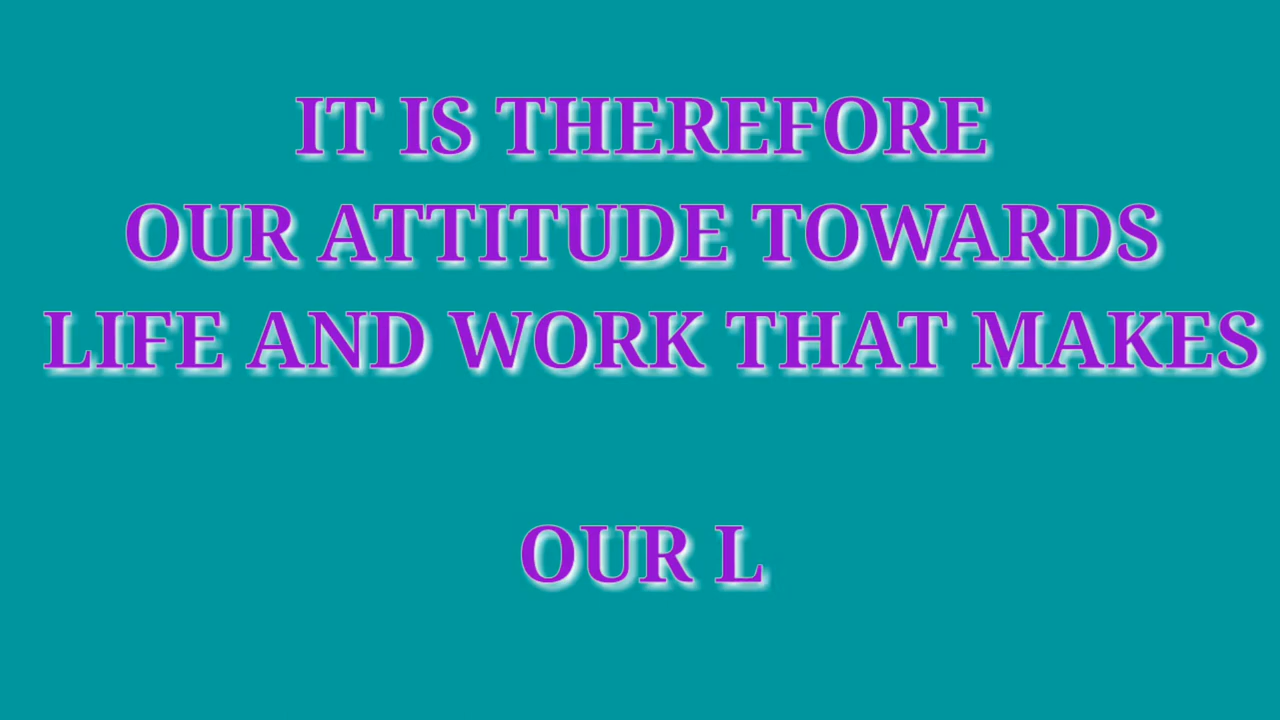 IT IS THEREFORE
OUR ATTITUDE TOWARDS
LIFE AND WORK THAT MAKES
OUR L